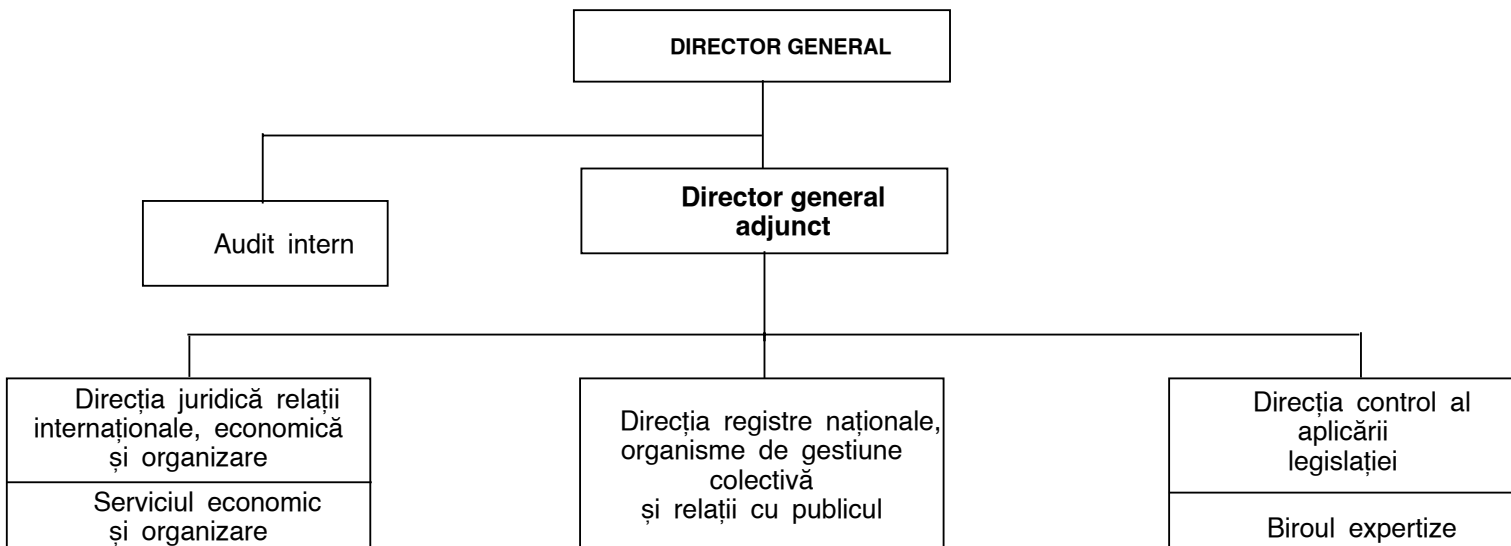 DIRECTOR GENERAL
Audit intern
Director general
adjunct
Direcția juridică relații
internaționale, economică
și organizare
Serviciul economic
și organizare
Direcția registre naționale,
organisme de gestiune
colectivă
și relații cu publicul
Direcția control al
aplicării
legislației
Biroul expertize